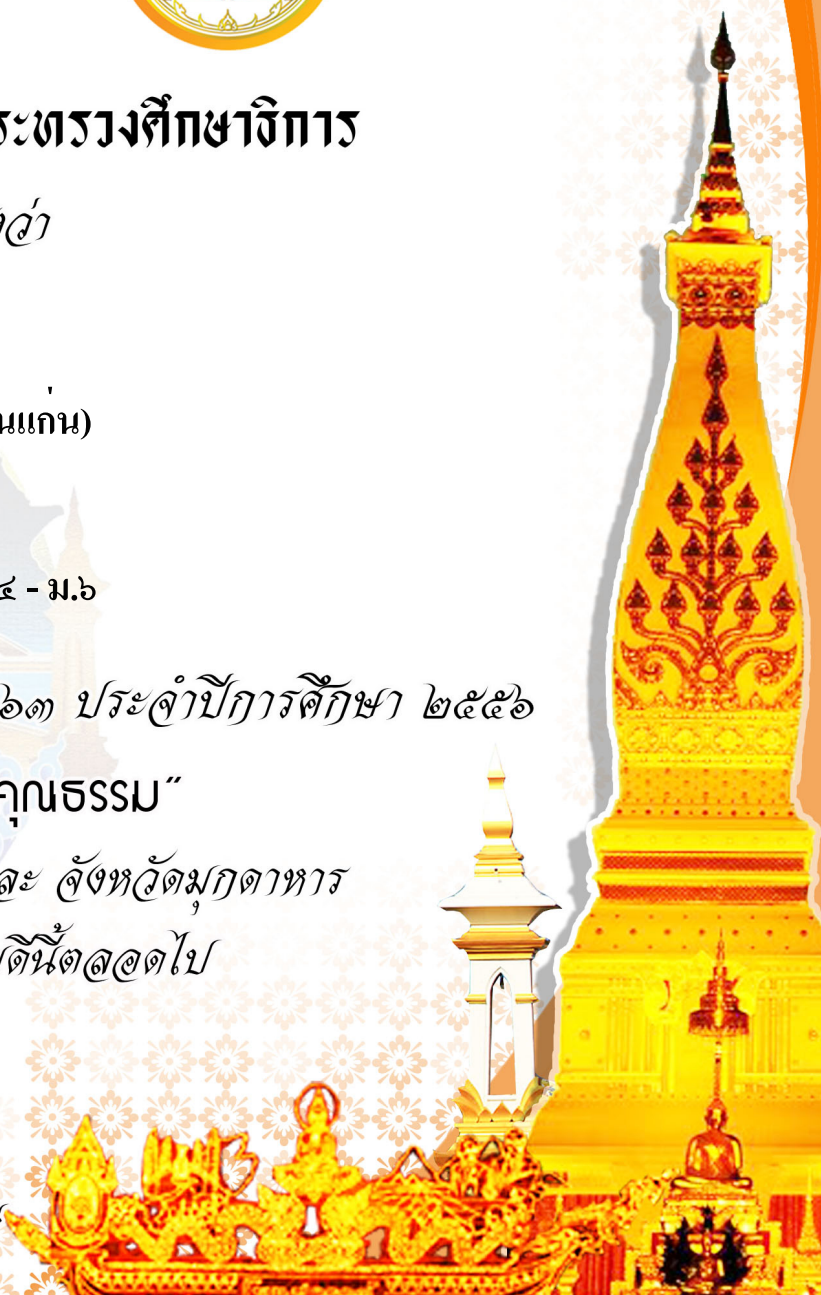 ระทรวงศึกษาธิการ
ว่า
นแก่น)
๔ - ม.๖
๖๓ ประจำปีการศึกษา ๒๕๕๖
คุณธรรม"
ละ จังหวัดมุกดาหาร
ตินี้ตลอดไป